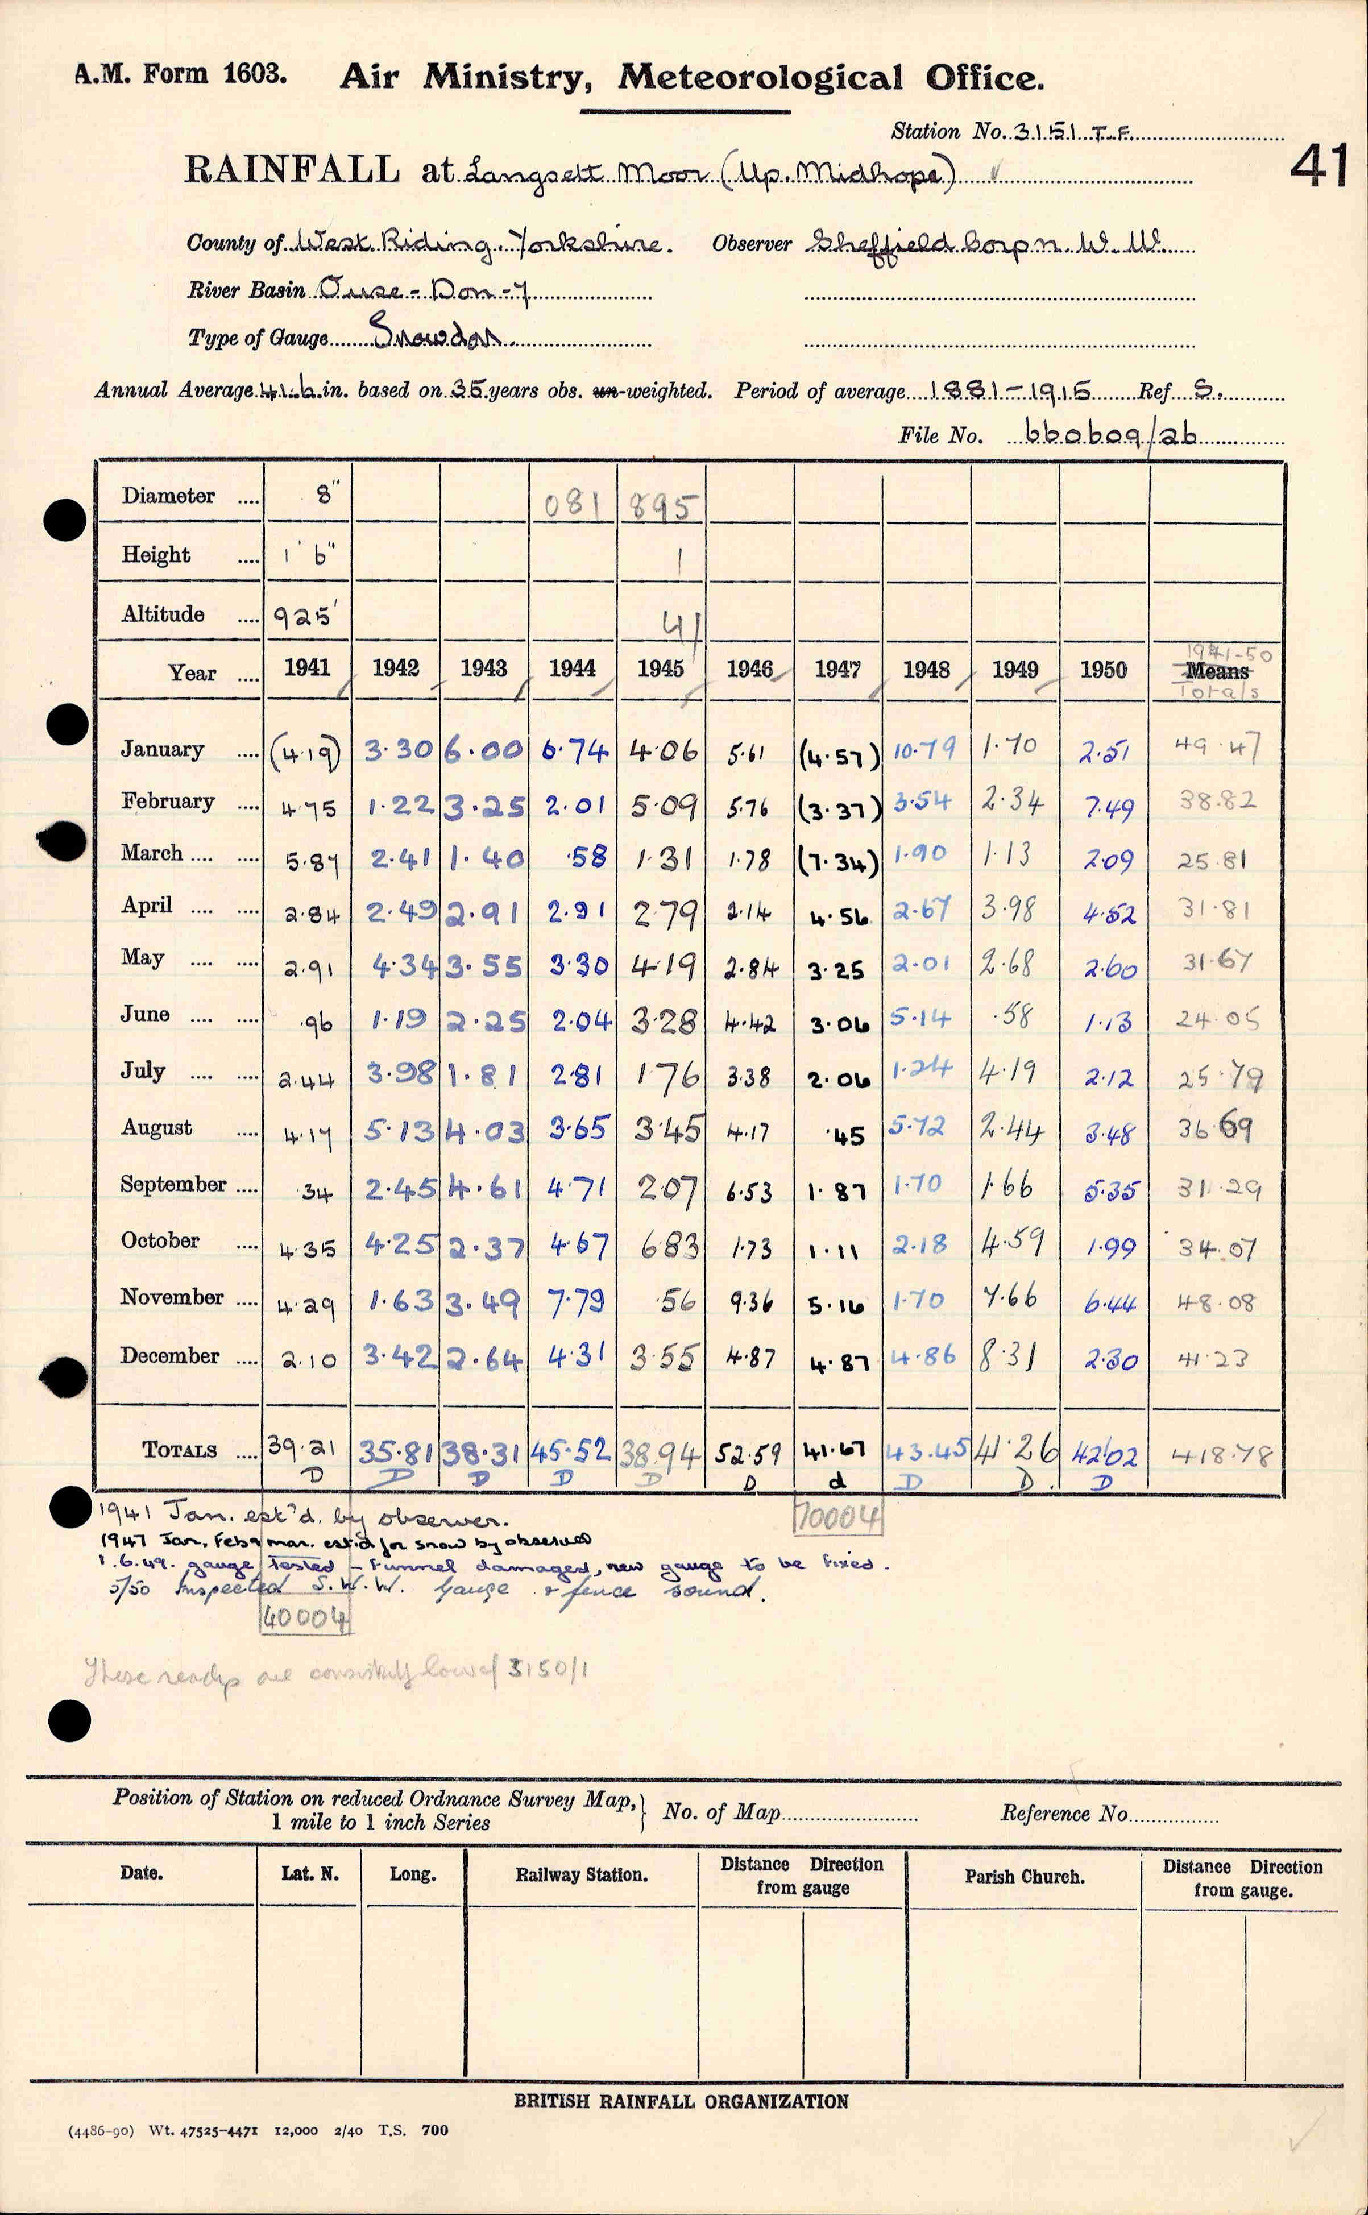 A.M. Form 1603. Air Ministry, Meteorological Office.
Station No. 3151 T.F.
41
RAINFALL at Langsett Moor (Up. Midhope)
County of West Riding, Yorkshire. Observer Sheffield Corpn. W. W.
River Basin Ouse - Don - 7
Type of Gauge Snowdon.
Annual Average 41.6 in. based on 35 years obs. un-weighted. Period of average 1881-1915 Ref S.
File No. 660609/26
Diameter .... 8" 081 895
Height .... 1' 6" 1
Altitude .... 925' 41
1941-50
Year .... 1941 1942 1943 1944 1945 1946 1947 1948 1949 1950 Means
Totals
January .... (4.19) 3.30 6.00 6.74 4.06 5.61 (4.57) 10.79 1.70 2.51 49.47
February .... 4.75 1.22 3.25 2.01 5.09 5.76 (3.37) 3.54 2.34 7.49 38.82
March .... .... 5.87 2.41 1.40 .58 1.31 1.78 (7.34) 1.90 1.13 2.09 25.81
April .... .... 2.84 2.49 2.91 2.91 2.79 2.14 4.56 2.67 3.98 4.52 31.81
May .... .... 2.91 4.34 3.55 3.30 4.19 2.84 3.25 2.01 2.68 2.60 31.67
June .... .... .96 1.19 2.25 2.04 3.28 4.42 3.06 5.14 .58 1.13 24.05
July .... .... 2.44 3.98 1.81 2.81 1.76 3.38 2.06 1.24 4.19 2.12 25.79
August .... 4.17 5.13 4.03 3.65 3.45 4.17 .45 5.72 2.44 3.48 36.69
September .... .34 2.45 4.61 4.71 2.07 6.53 1.87 1.70 1.66 5.35 31.29
October .... 4.35 4.25 2.37 4.67 6.83 1.73 1.11 2.18 4.59 1.99 34.07
November .... 4.29 1.63 3.49 7.79 .56 9.36 5.16 1.70 7.66 6.44 48.08
December .... 2.10 3.42 2.64 4.31 3.55 4.87 4.87 4.86 8.31 2.30 41.23
TOTALS .... 39.21 35.81 38.31 45.52 38.94 52.59 41.67 43.45 41.26 42.02 418.78
D D D D D D d D D. D
1941 Jan. est'd. by observer. 70004
1947 Jan, Feb & mar. est'd for snow by observer
1.6.49. gauge tested - Funnel damaged, new gauge to be fixed.
5/50 Inspected S.W.W. Gauge & fence sound.
40004
These readgs are consistently low cf 3150/1
Position of Station on reduced Ordnance Survey Map, } No. of Map Reference No.
1 mile to 1 inch Series
Date. Lat. N. Long. Railway Station. Distance Direction from gauge Parish Church. Distance Direction from gauge.
BRITISH RAINFALL ORGANIZATION
(4486-90) Wt. 47525-4471 12,000 2/40 T.S. 700